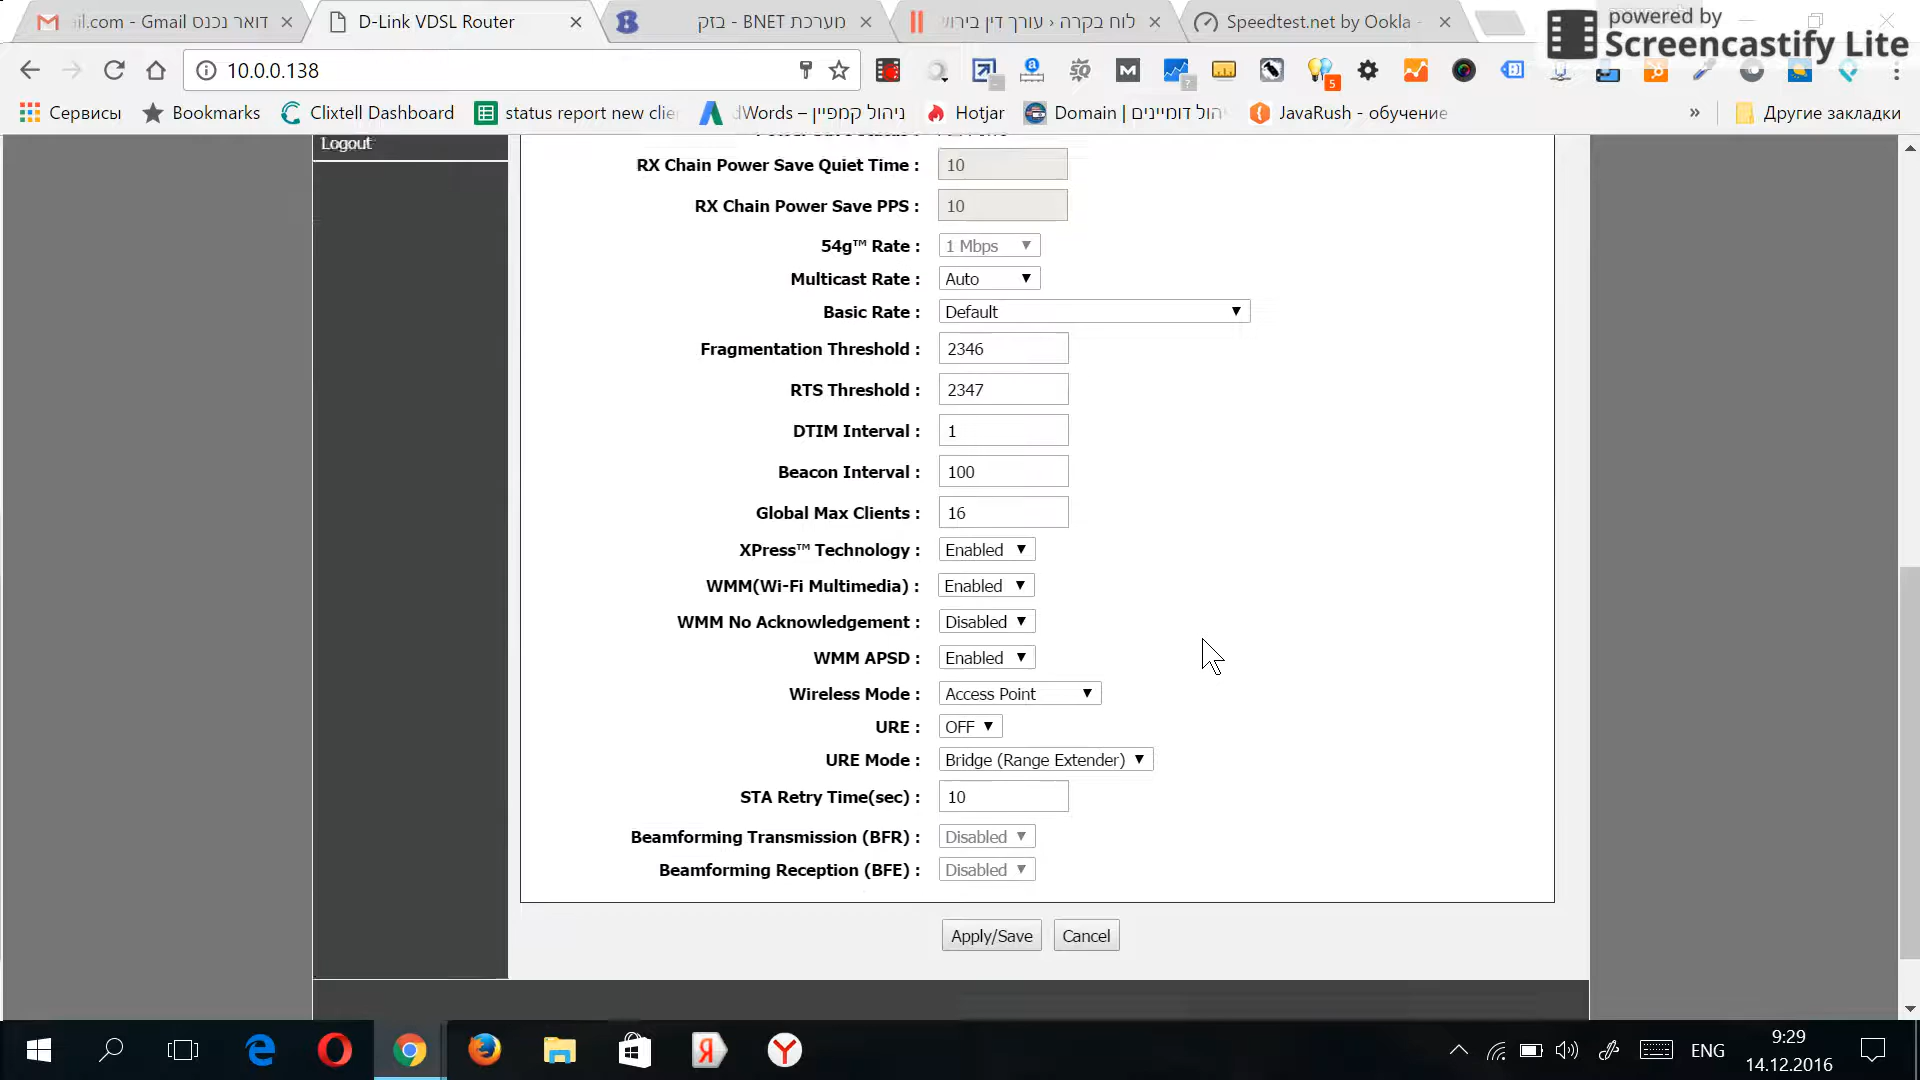 ail.com - Gmail דואר נכנס
D-Link VDSL Router
מערכת BNET - בזק
לוח בקרה ‹ עורך דין בירוש
Speedtest.net by Ookla -
powered by
Screencastify Lite
10.0.0.138
Сервисы
Bookmarks
Clixtell Dashboard
status report new clie
dWords – ניהול קמפיין
Hotjar
Domain | ניהול דומיינים
JavaRush - обучение
»
Другие закладки
Logout
RX Chain Power Save Quiet Time : 10
RX Chain Power Save PPS : 10
54g™ Rate : 1 Mbps
Multicast Rate : Auto
Basic Rate : Default
Fragmentation Threshold : 2346
RTS Threshold : 2347
DTIM Interval : 1
Beacon Interval : 100
Global Max Clients : 16
XPress™ Technology : Enabled
WMM(Wi-Fi Multimedia) : Enabled
WMM No Acknowledgement : Disabled
WMM APSD : Enabled
Wireless Mode : Access Point
URE : OFF
URE Mode : Bridge (Range Extender)
STA Retry Time(sec) : 10
Beamforming Transmission (BFR) : Disabled
Beamforming Reception (BFE) : Disabled
Apply/Save Cancel
ENG
9:29
14.12.2016